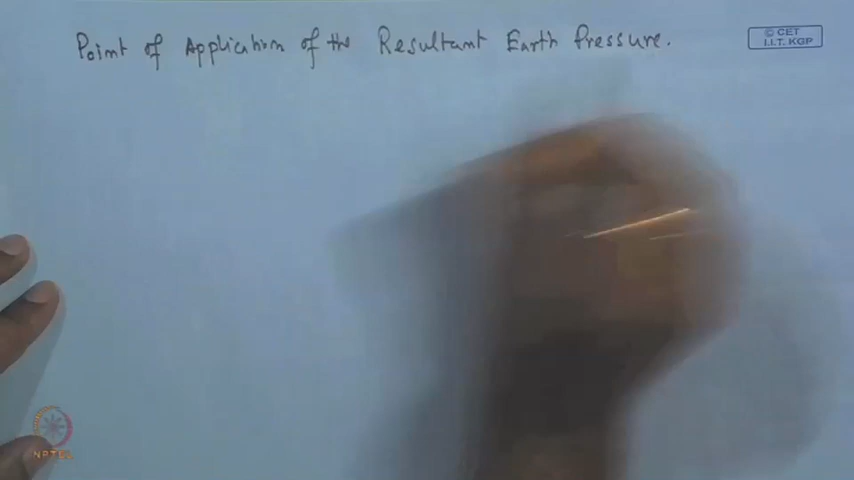 Point of Application of the Resultant Earth Pressure.
© CET
I.I.T. KGP
NPTEL